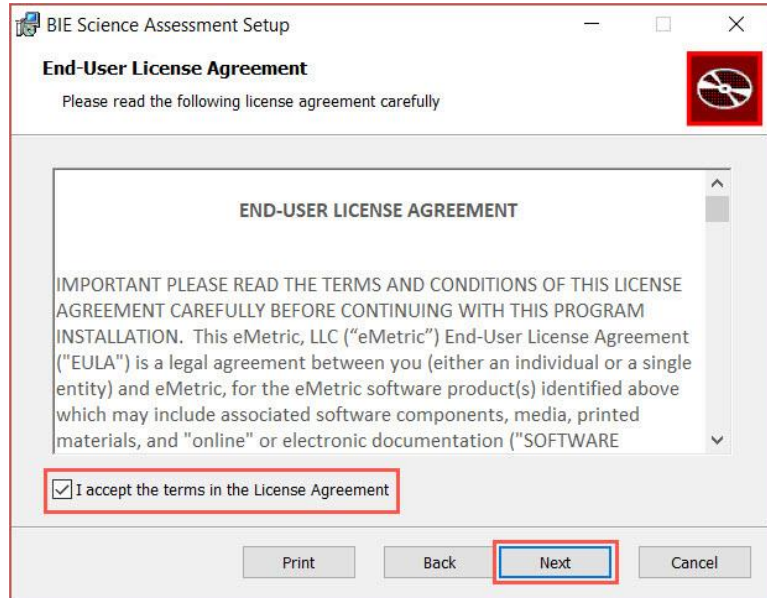 BIE Science Assessment Setup
End-User License Agreement
Please read the following license agreement carefully
END-USER LICENSE AGREEMENT
IMPORTANT PLEASE READ THE TERMS AND CONDITIONS OF THIS LICENSE
AGREEMENT CAREFULLY BEFORE CONTINUING WITH THIS PROGRAM
INSTALLATION.  This eMetric, LLC (“eMetric”) End-User License Agreement
("EULA") is a legal agreement between you (either an individual or a single
entity) and eMetric, for the eMetric software product(s) identified above
which may include associated software components, media, printed
materials, and "online" or electronic documentation ("SOFTWARE
I accept the terms in the License Agreement
Print Back Next Cancel